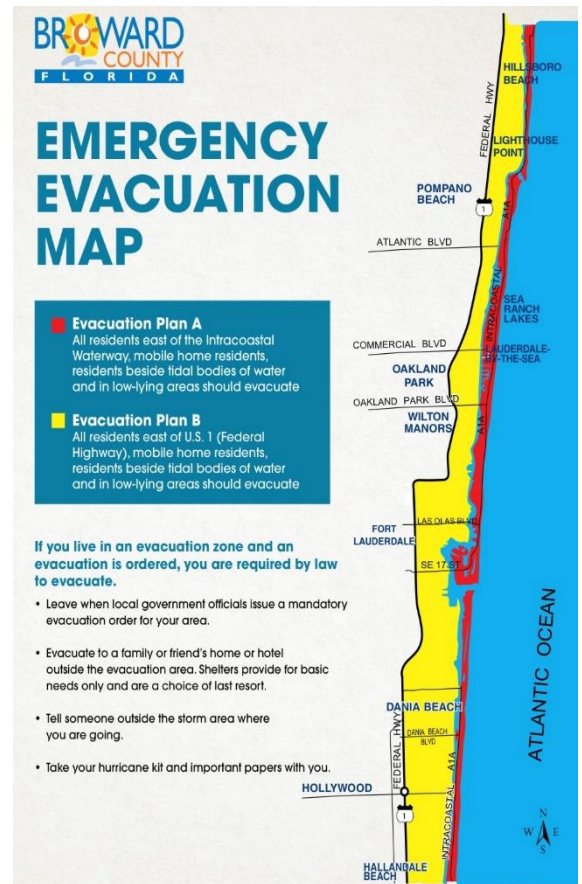 BROWARD
COUNTY
FLORIDA
EMERGENCY
EVACUATION
MAP
Evacuation Plan A
All residents east of the Intracoastal
Waterway, mobile home residents,
residents beside tidal bodies of water
and in low-lying areas should evacuate
Evacuation Plan B
All residents east of U.S. 1 (Federal
Highway), mobile home residents,
residents beside tidal bodies of water
and in low-lying areas should evacuate
If you live in an evacuation zone and an
evacuation is ordered, you are required by law
to evacuate.
• Leave when local government officials issue a mandatory
evacuation order for your area.
• Evacuate to a family or friend's home or hotel
outside the evacuation area. Shelters provide for basic
needs only and are a choice of last resort.
• Tell someone outside the storm area where
you are going.
• Take your hurricane kit and important papers with you.
HILLSBORO
BEACH
FEDERAL HWY
LIGHTHOUSE
POINT
POMPANO
BEACH
1
A1A
ATLANTIC BLVD
INTRACOASTAL
SEA
RANCH
LAKES
COMMERCIAL BLVD
LAUDERDALE-
BY-THE-SEA
OAKLAND
PARK
OAKLAND PARK BLVD
WILTON
MANORS
A1A
LAS OLAS BLVD
FORT
LAUDERDALE
SE 17 ST
ATLANTIC OCEAN
DANIA BEACH
FEDERAL HWY
DANIA BEACH
BLVD
A1A
HOLLYWOOD
1
INTRACOASTAL
HALLANDALE
BEACH
N
W E
S